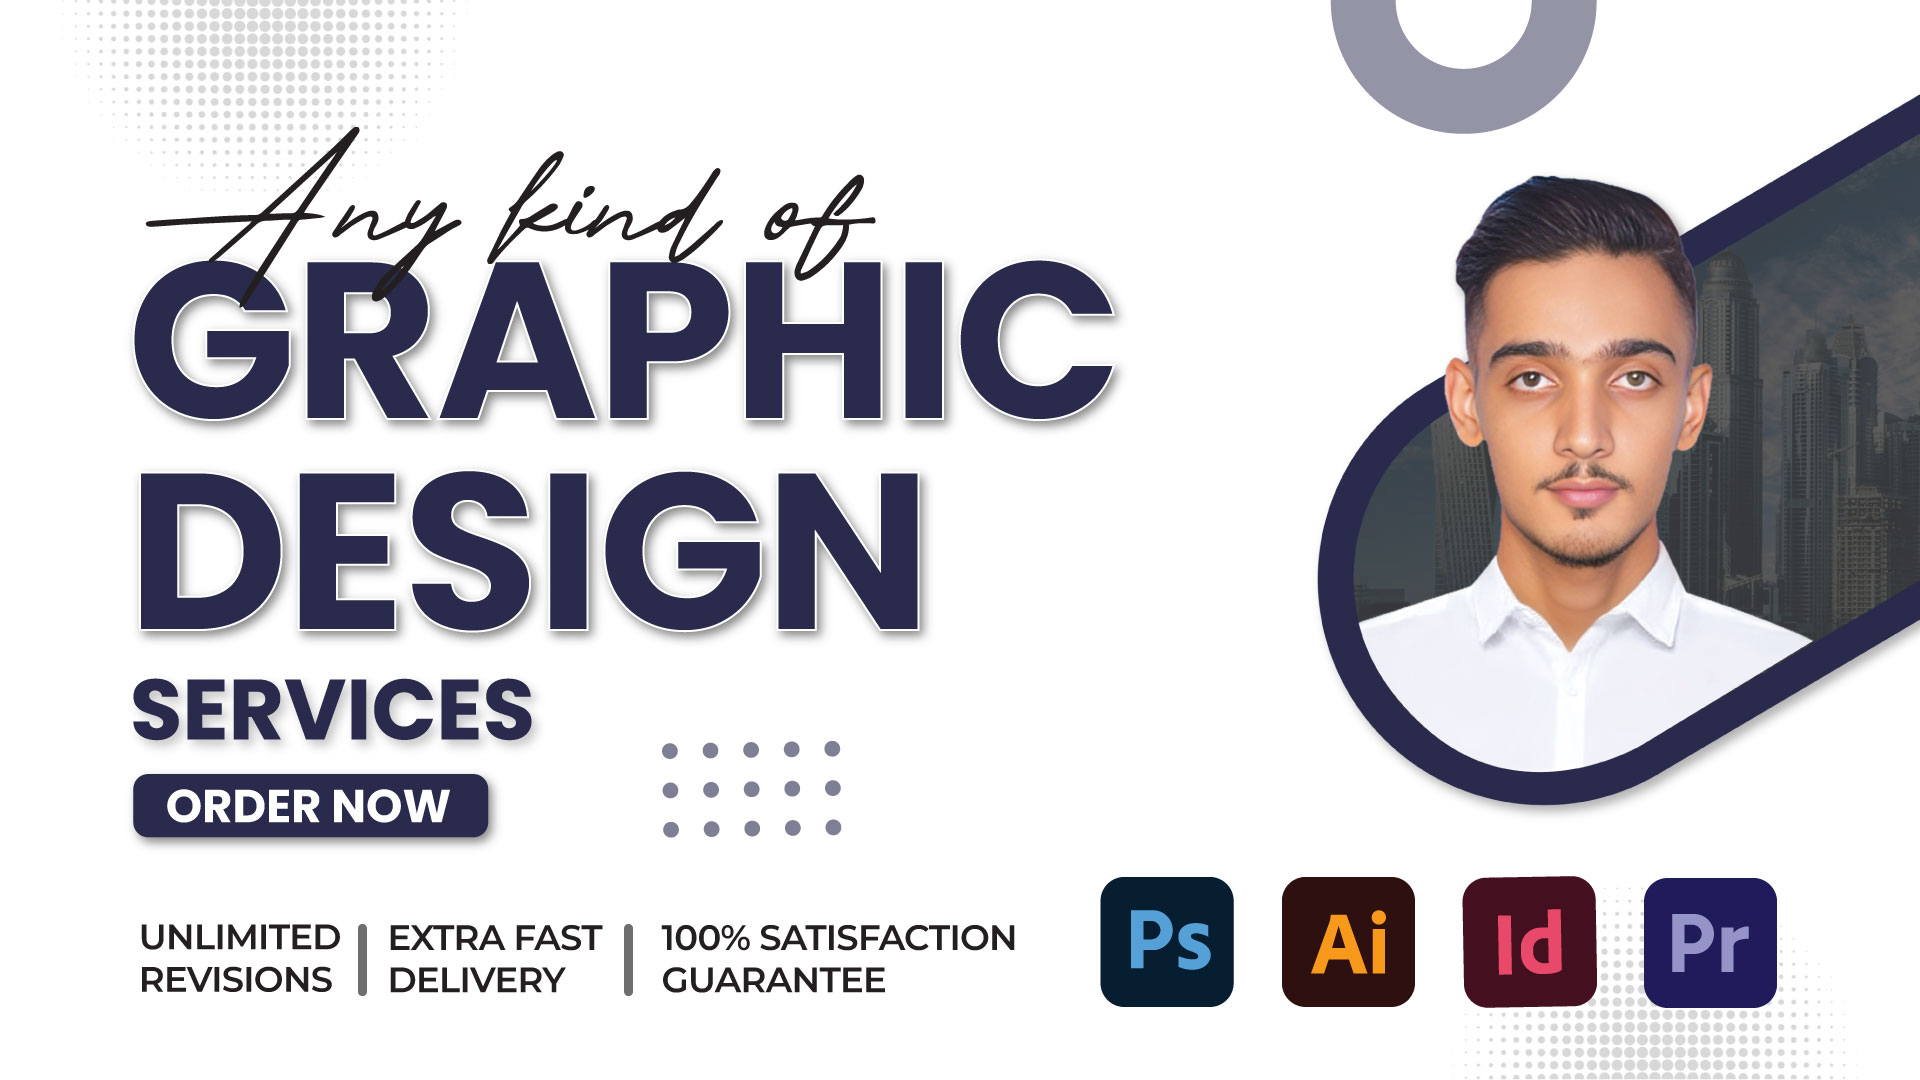 Any kind of
GRAPHIC
DESIGN
SERVICES
ORDER NOW
UNLIMITED
REVISIONS
EXTRA FAST
DELIVERY
100% SATISFACTION
GUARANTEE
Ps
Ai
Id
Pr